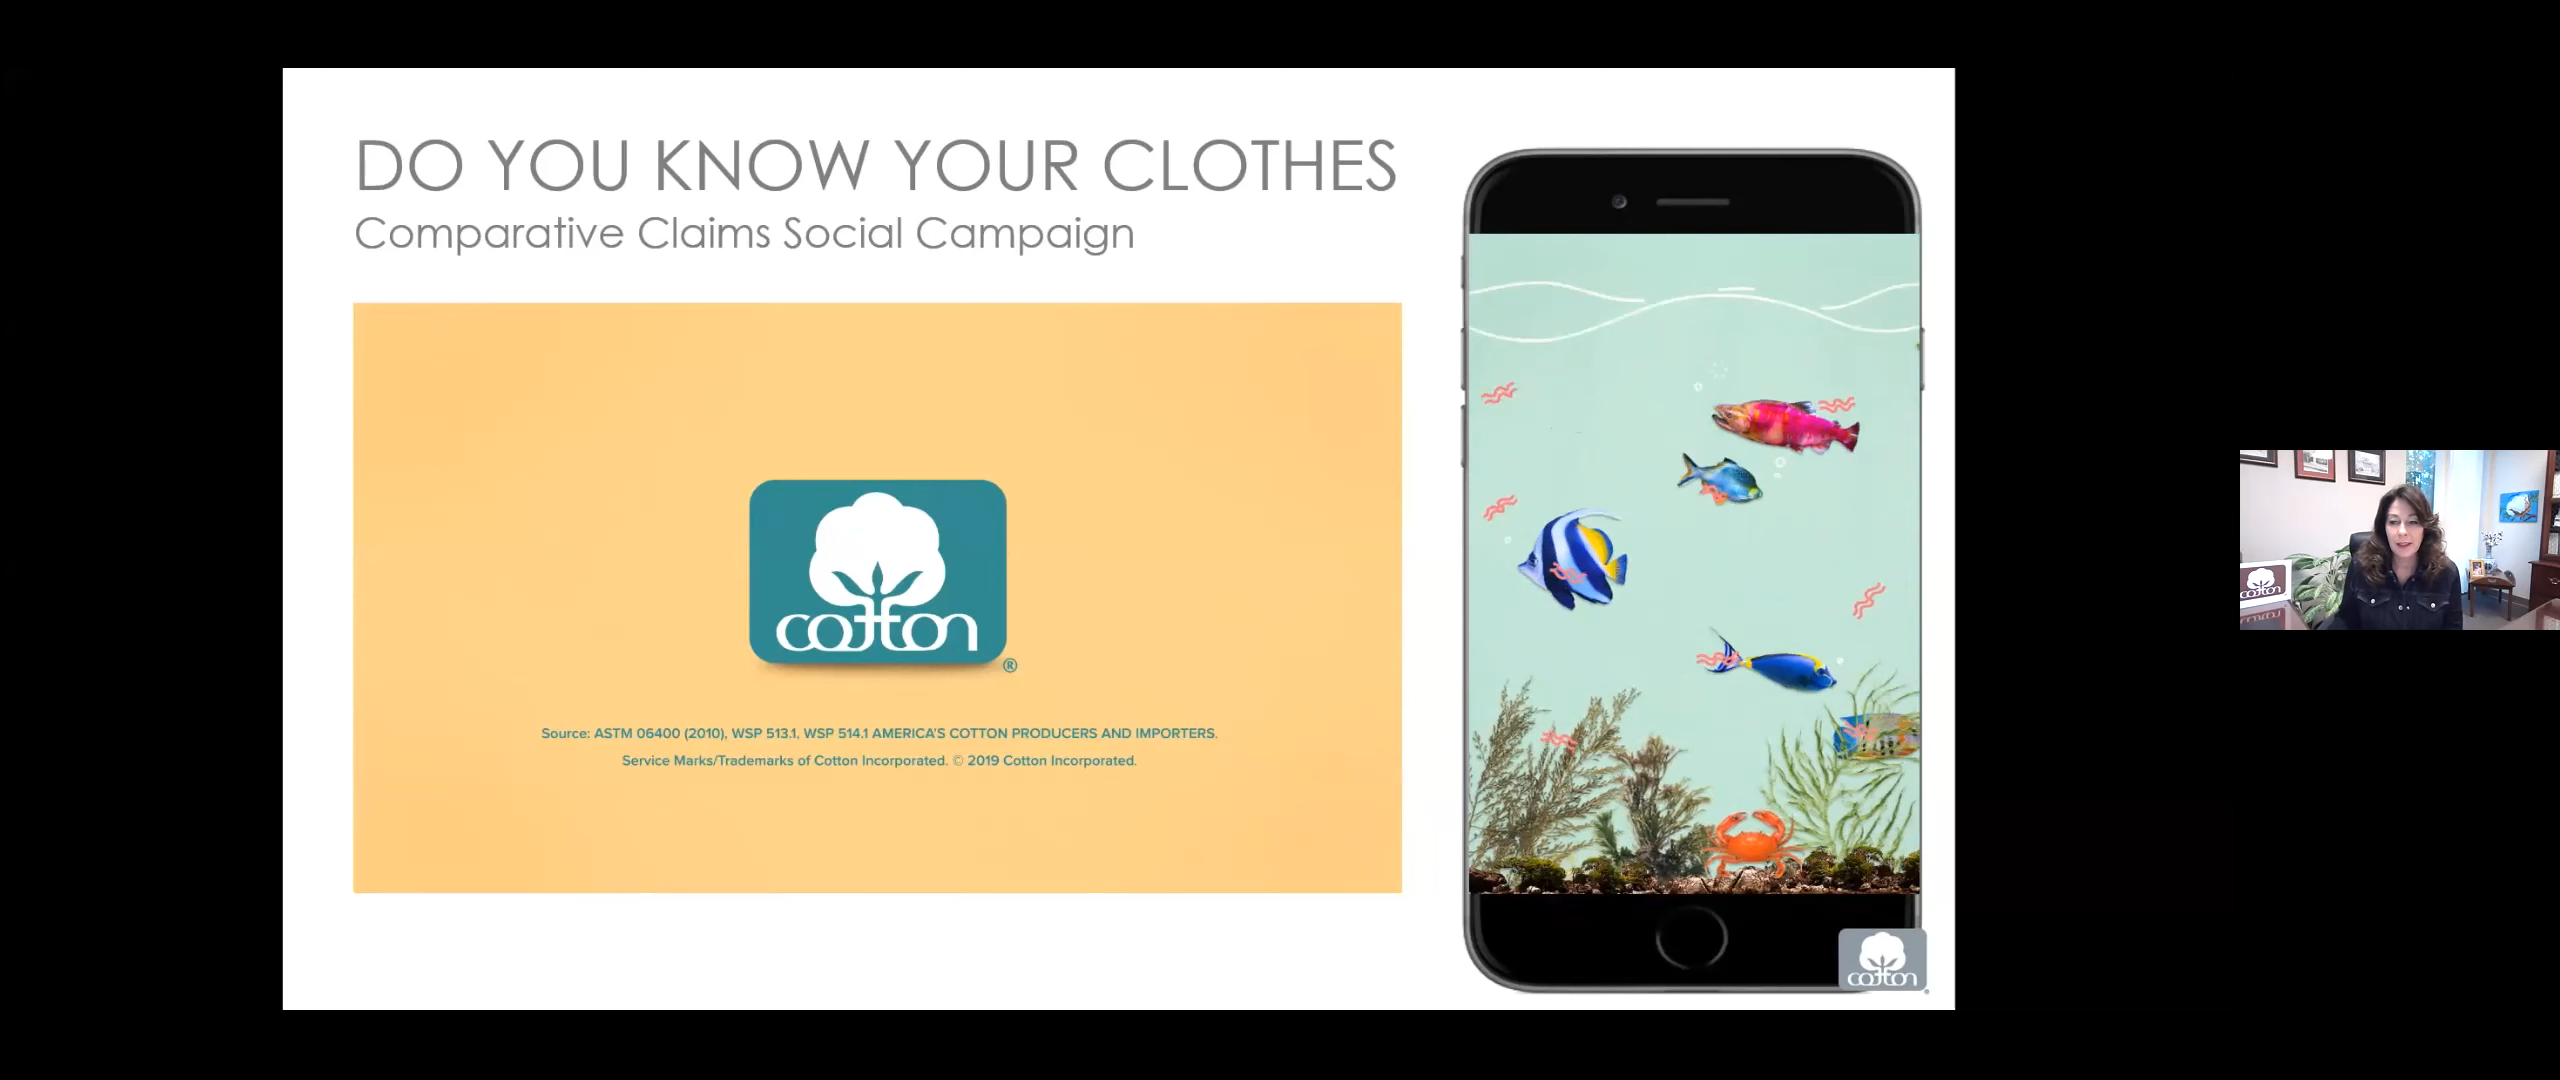 DO YOU KNOW YOUR CLOTHES
Comparative Claims Social Campaign
cotton
®
Source: ASTM 06400 (2010), WSP 513.1, WSP 514.1 AMERICA'S COTTON PRODUCERS AND IMPORTERS.
Service Marks/Trademarks of Cotton Incorporated. © 2019 Cotton Incorporated.
cotton
cotton